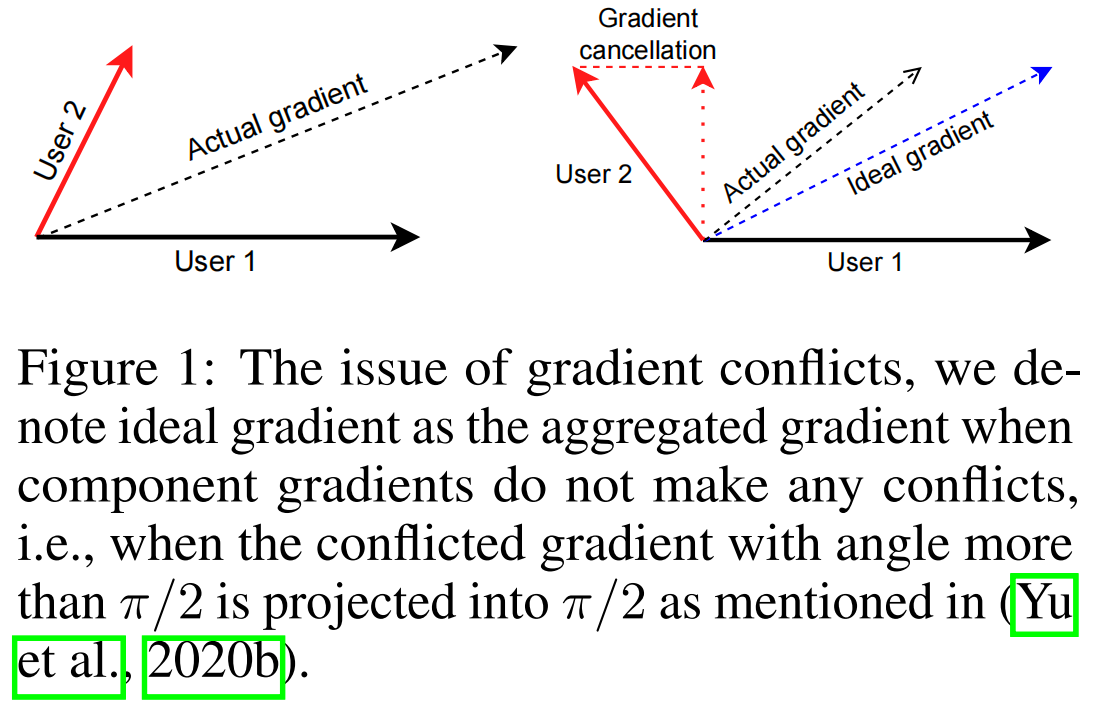 Gradient
cancellation
User 2
Actual gradient
User 1
User 2
Actual gradient
Ideal gradient
User 1
Figure 1: The issue of gradient conflicts, we de-
note ideal gradient as the aggregated gradient when
component gradients do not make any conflicts,
i.e., when the conflicted gradient with angle more
than π/2 is projected into π/2 as mentioned in (Yu
et al., 2020b).